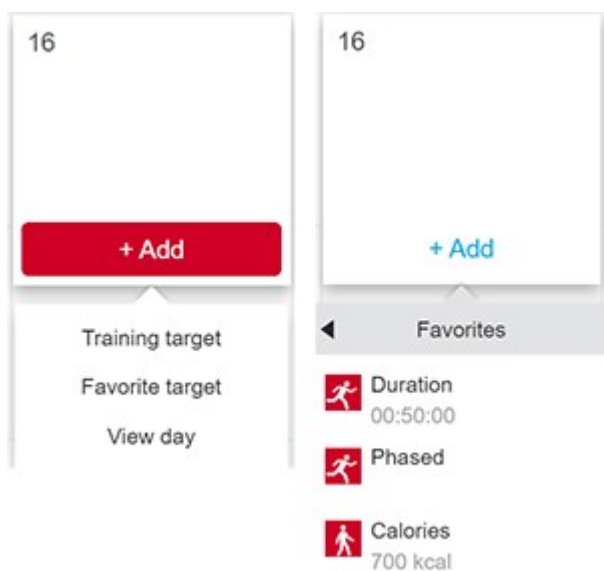 16
+ Add
Training target
Favorite target
View day
16
+ Add
Favorites
Duration
00:50:00
Phased
Calories
700 kcal